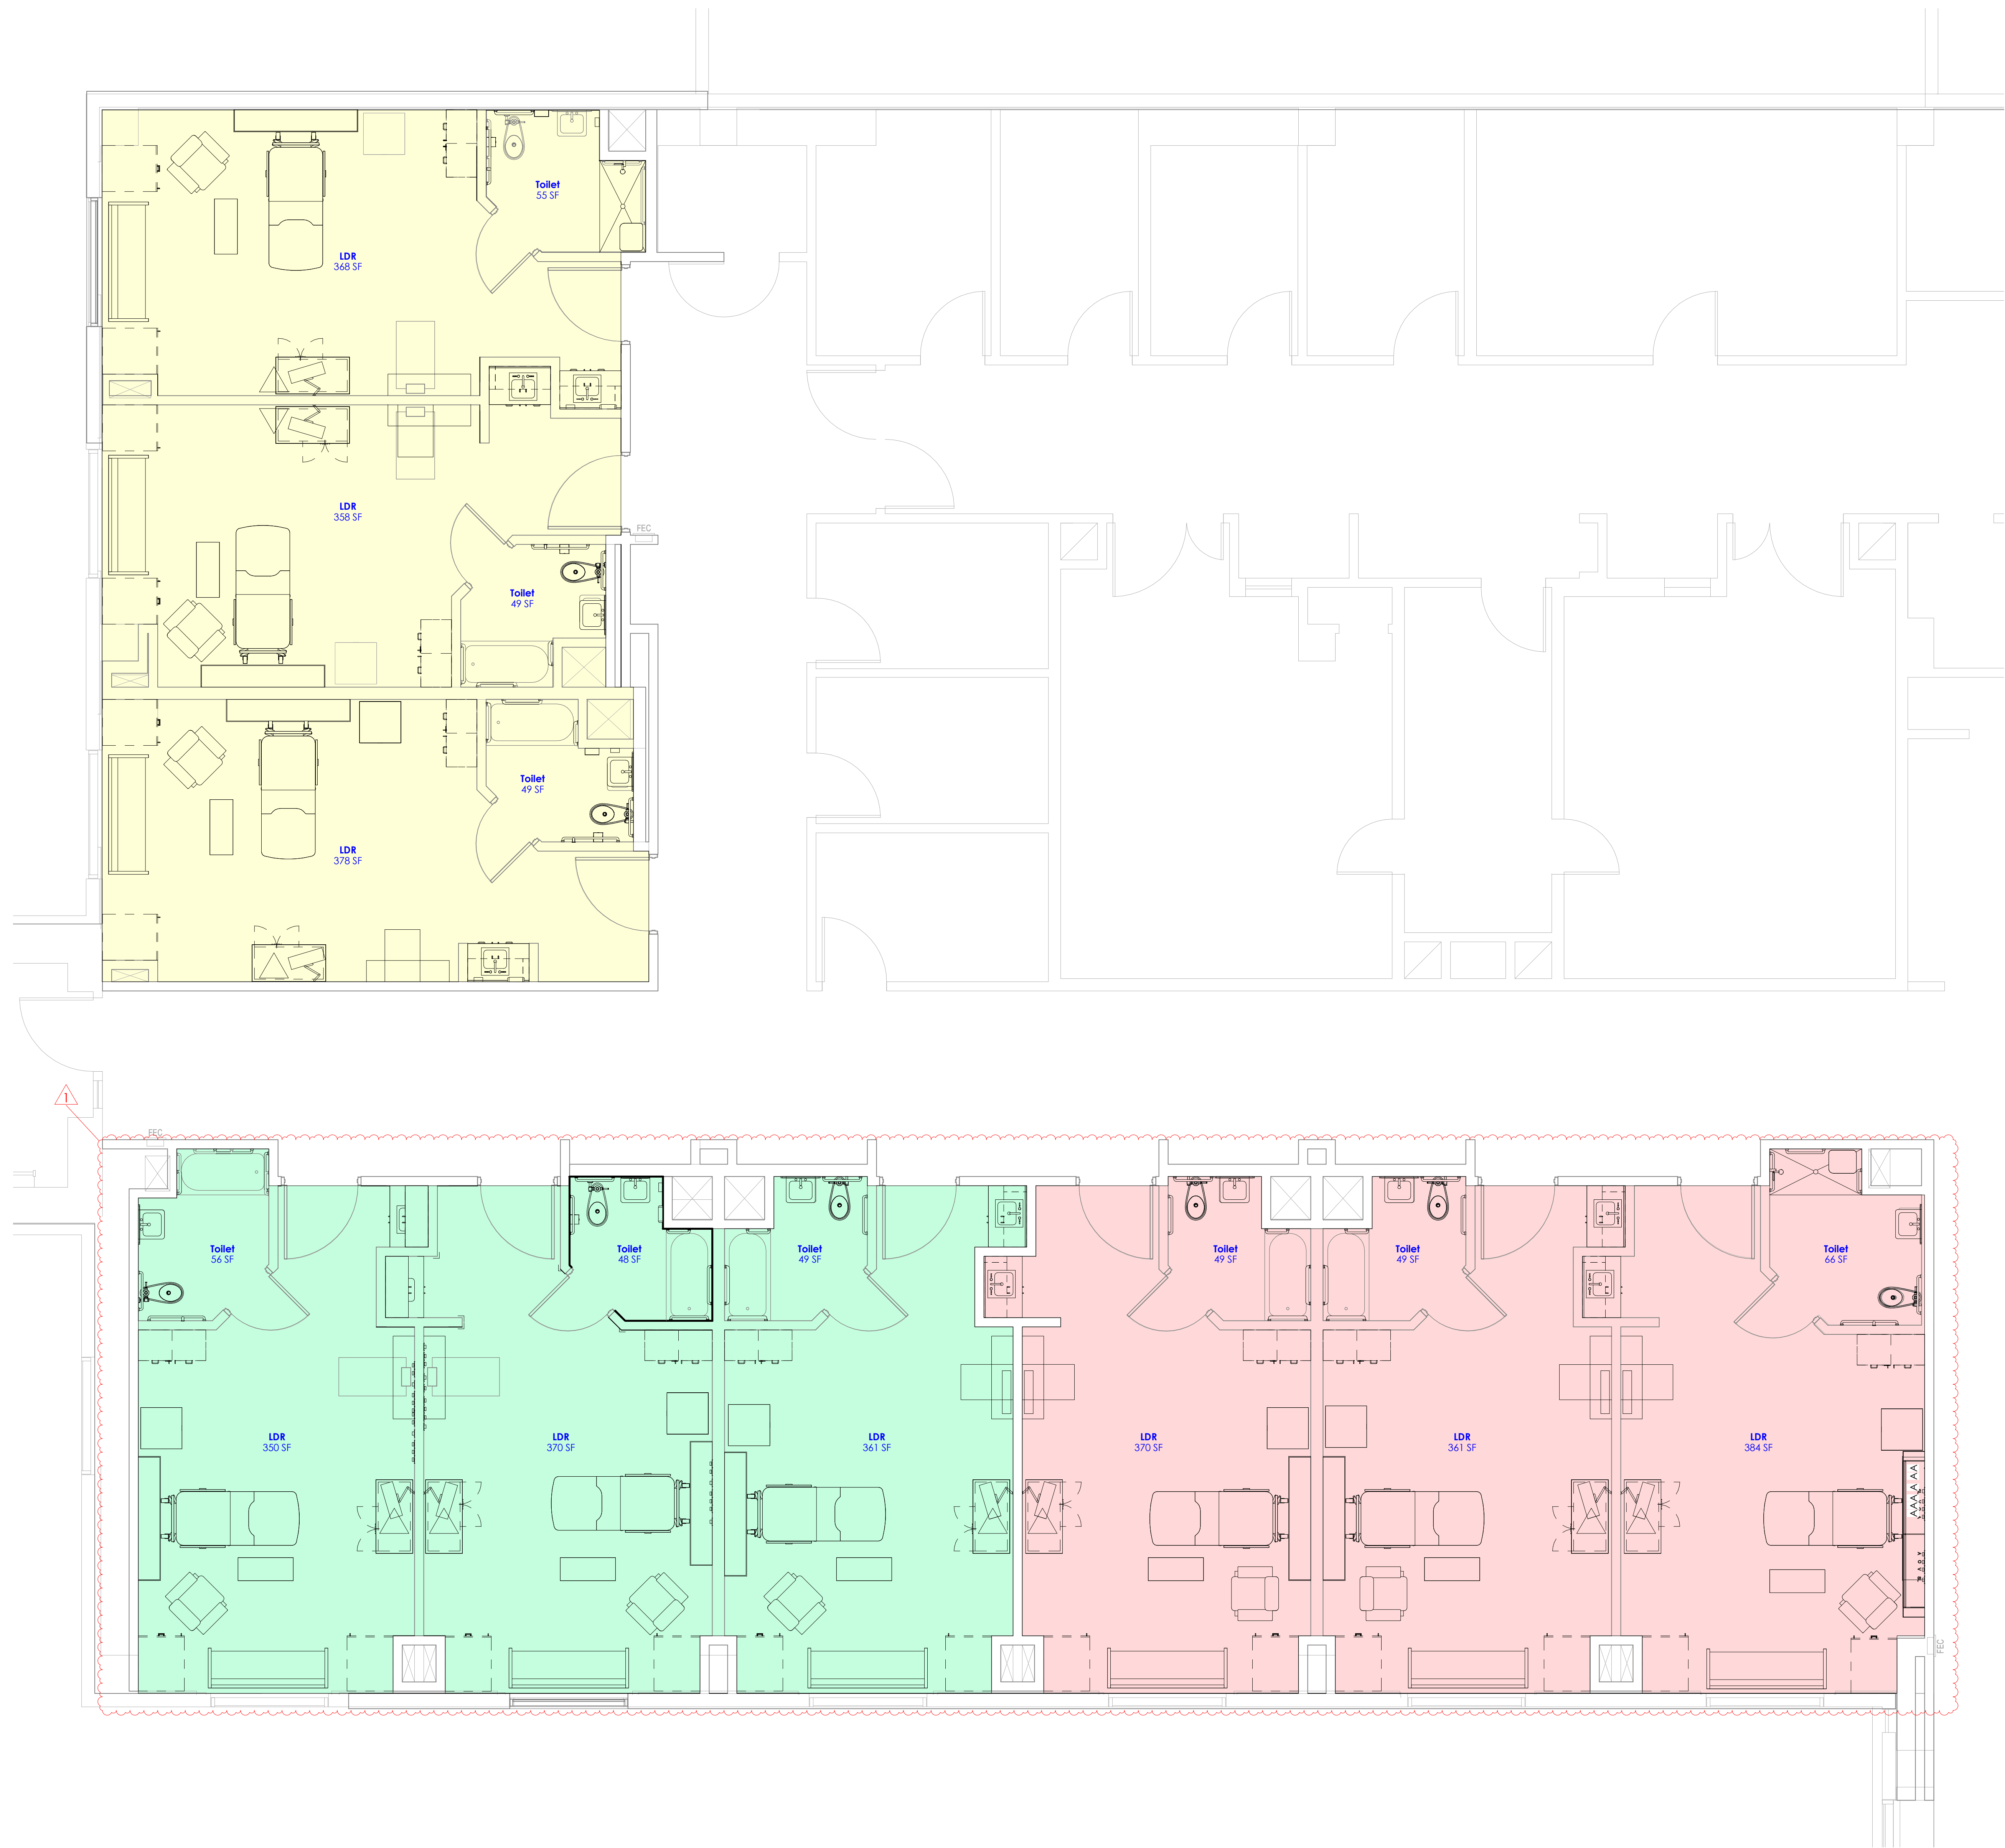 Toilet
55 SF
LDR
368 SF
LDR
358 SF
FEC
Toilet
49 SF
Toilet
49 SF
LDR
378 SF
1
FEC
Toilet
56 SF
Toilet
48 SF
Toilet
49 SF
Toilet
49 SF
Toilet
49 SF
Toilet
66 SF
LDR
350 SF
LDR
370 SF
LDR
361 SF
LDR
370 SF
LDR
361 SF
LDR
384 SF
FEC